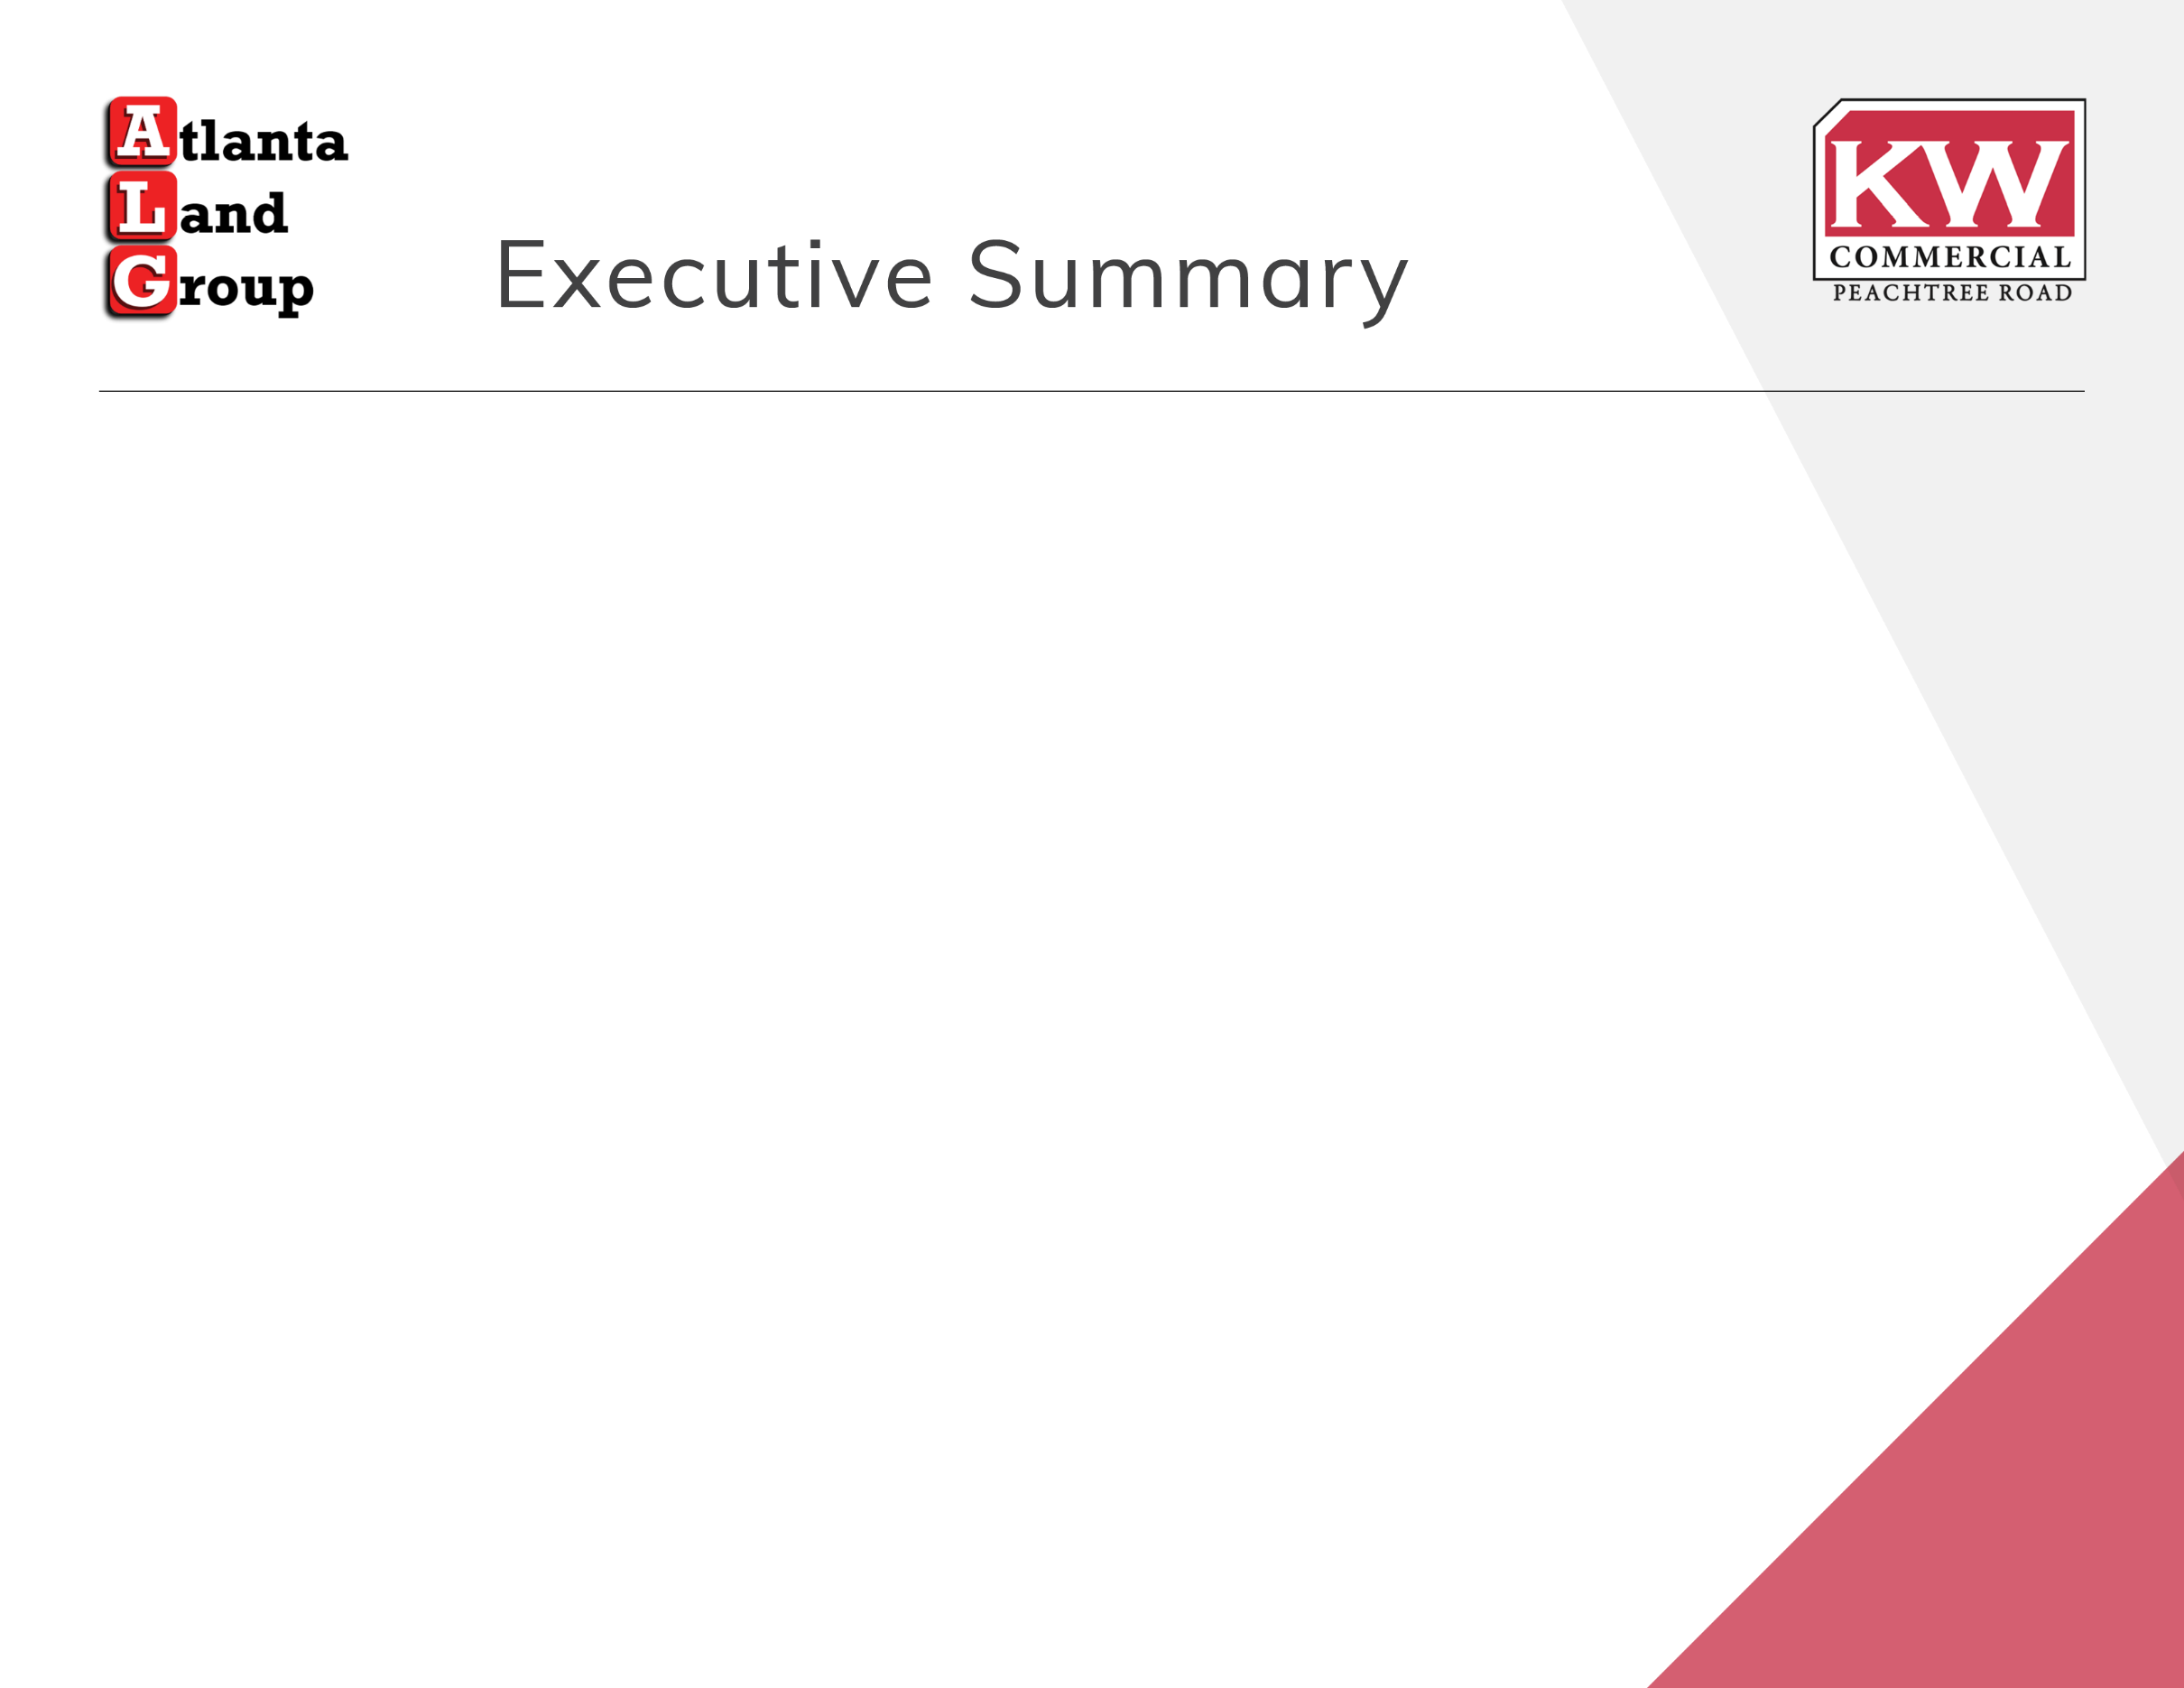 Atlanta
Land
Group
Executive Summary
KW
COMMERCIAL
PEACHTREE ROAD